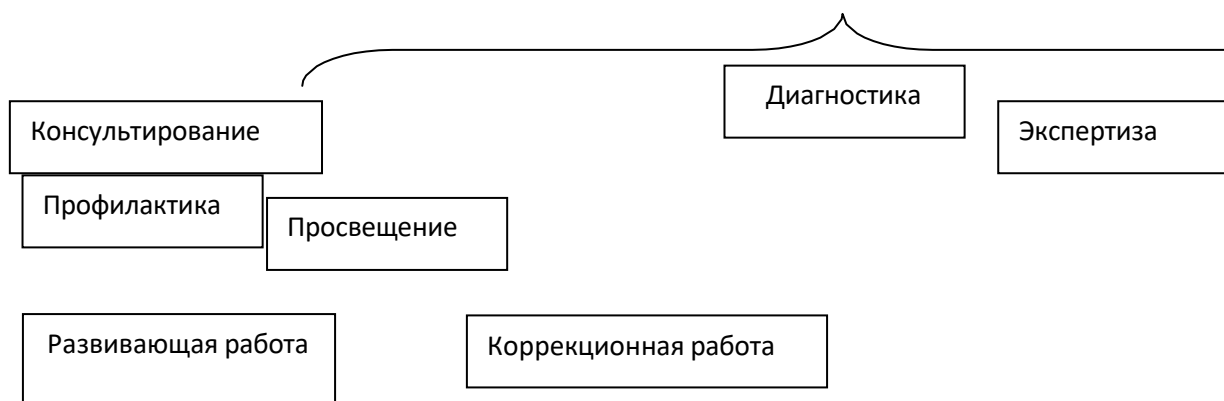 Диагностика
Консультирование
Экспертиза
Профилактика
Просвещение
Развивающая работа
Коррекционная работа